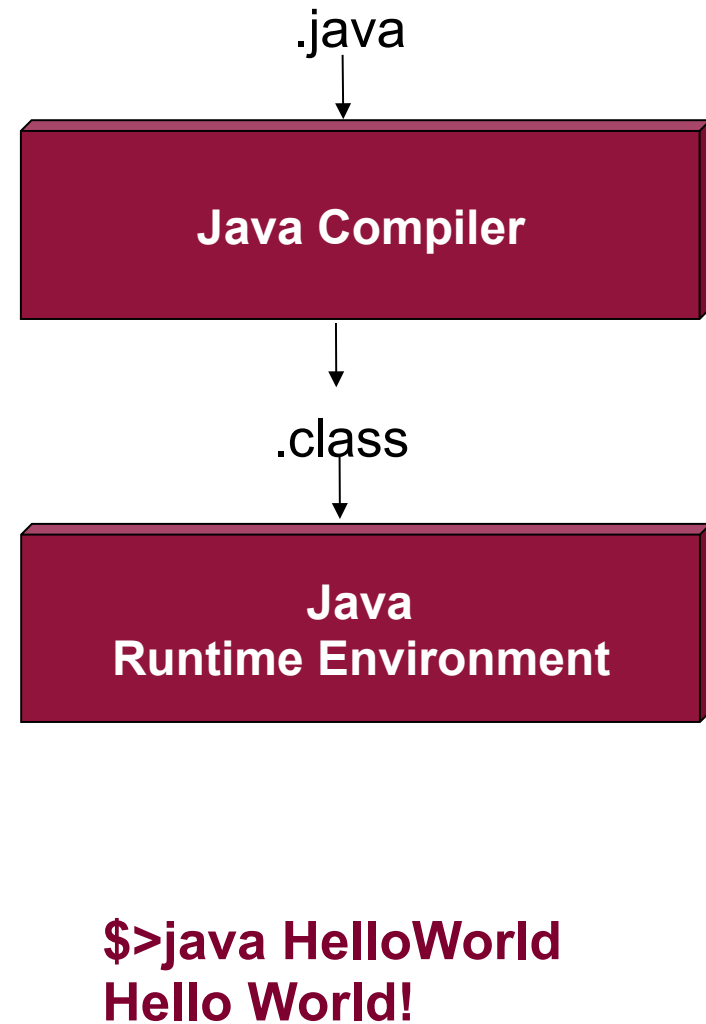 .java
Java Compiler
.class
Java
Runtime Environment
$>java HelloWorld
Hello World!